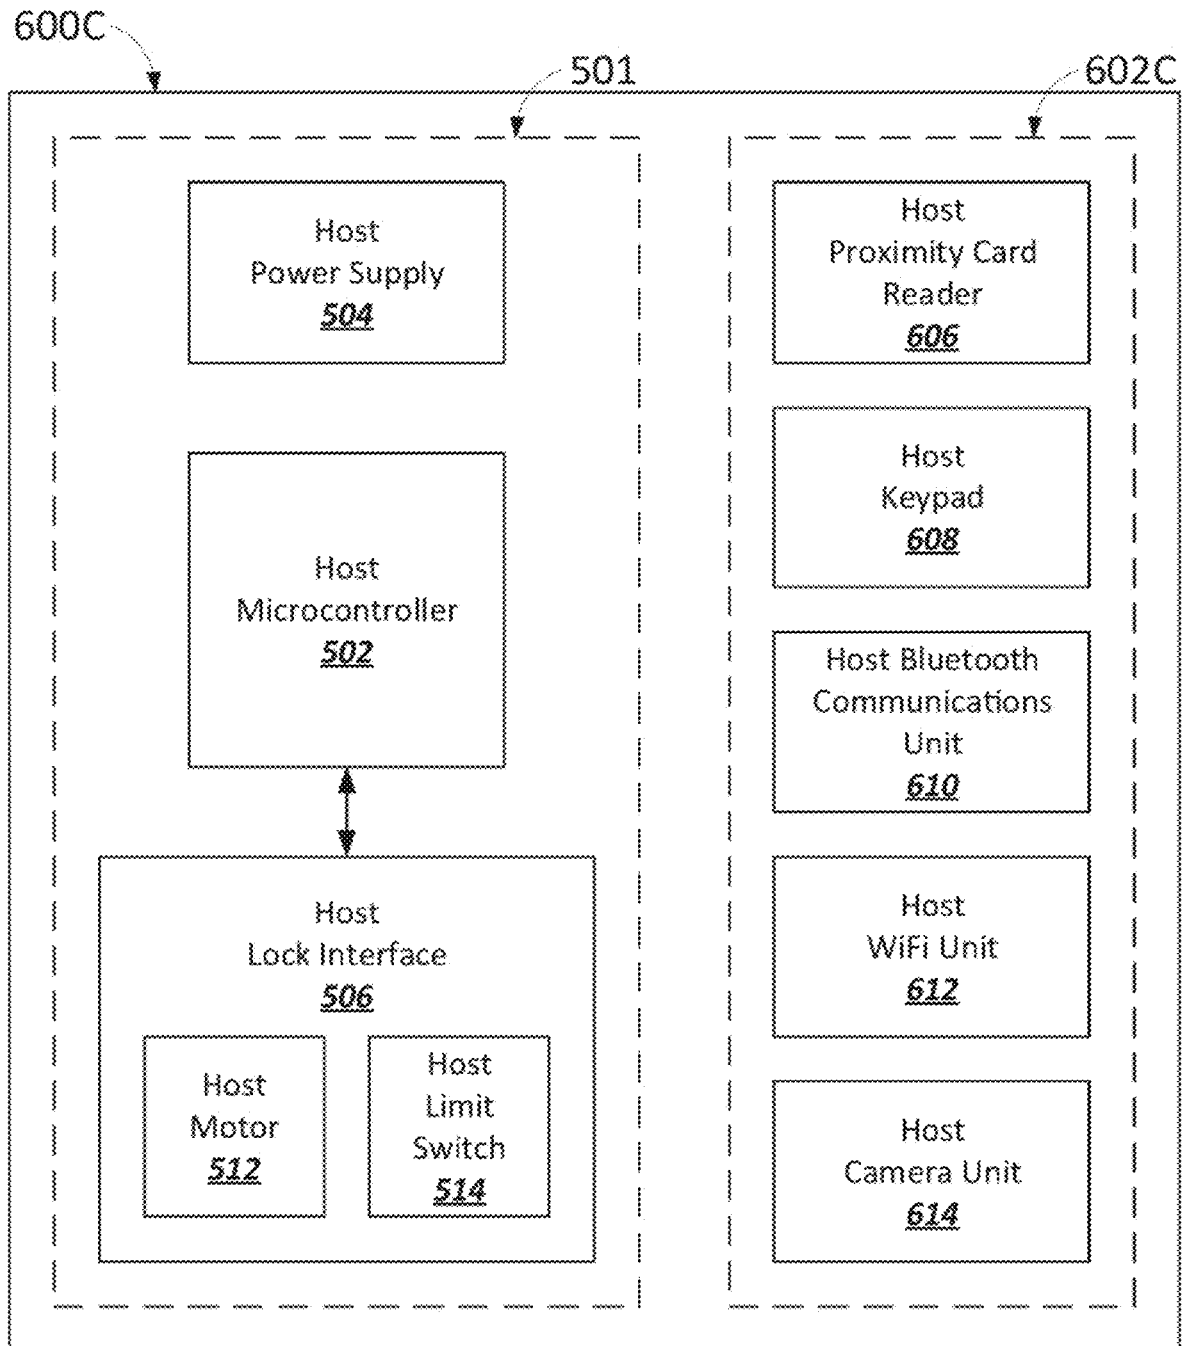 600C
501
602C
Host
Power Supply
504
Host
Microcontroller
502
Host
Lock Interface
506
Host
Motor
512
Host
Limit
Switch
514
Host
Proximity Card
Reader
606
Host
Keypad
608
Host Bluetooth
Communications
Unit
610
Host
WiFi Unit
612
Host
Camera Unit
614